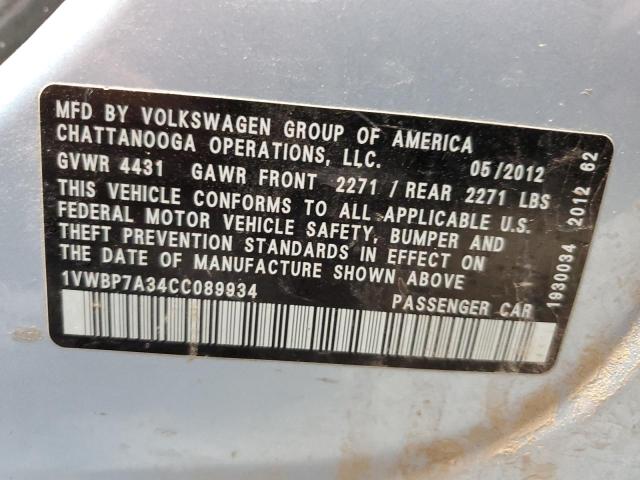 MFD BY VOLKSWAGEN GROUP OF AMERICA
CHATTANOOGA OPERATIONS, LLC.
GVWR 4431 GAWR FRONT 2271 / REAR 2271 LBS 05/2012
THIS VEHICLE CONFORMS TO ALL APPLICABLE U.S.
FEDERAL MOTOR VEHICLE SAFETY, BUMPER AND
THEFT PREVENTION STANDARDS IN EFFECT ON
THE DATE OF MANUFACTURE SHOWN ABOVE
1VWBP7A34CC089934 PASSENGER CAR
1930034 2012 62